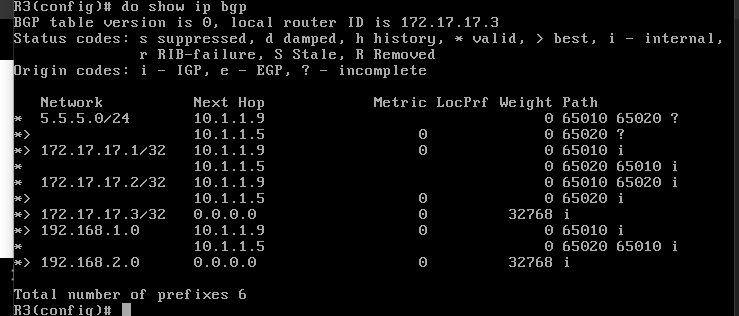 R3(config)# do show ip bgp
BGP table version is 0, local router ID is 172.17.17.3
Status codes: s suppressed, d damped, h history, * valid, > best, i - internal,
              r RIB-failure, S Stale, R Removed
Origin codes: i - IGP, e - EGP, ? - incomplete

   Network          Next Hop            Metric LocPrf Weight Path
*  5.5.5.0/24       10.1.1.9                               0 65010 65020 ?
*>                  10.1.1.5                 0             0 65020 ?
*> 172.17.17.1/32   10.1.1.9                 0             0 65010 i
*                   10.1.1.5                               0 65020 65010 i
*  172.17.17.2/32   10.1.1.9                               0 65010 65020 i
*>                  10.1.1.5                 0             0 65020 i
*> 172.17.17.3/32   0.0.0.0                  0         32768 i
*> 192.168.1.0      10.1.1.9                 0             0 65010 i
*                   10.1.1.5                               0 65020 65010 i
*> 192.168.2.0      0.0.0.0                  0         32768 i

Total number of prefixes 6
R3(config)#